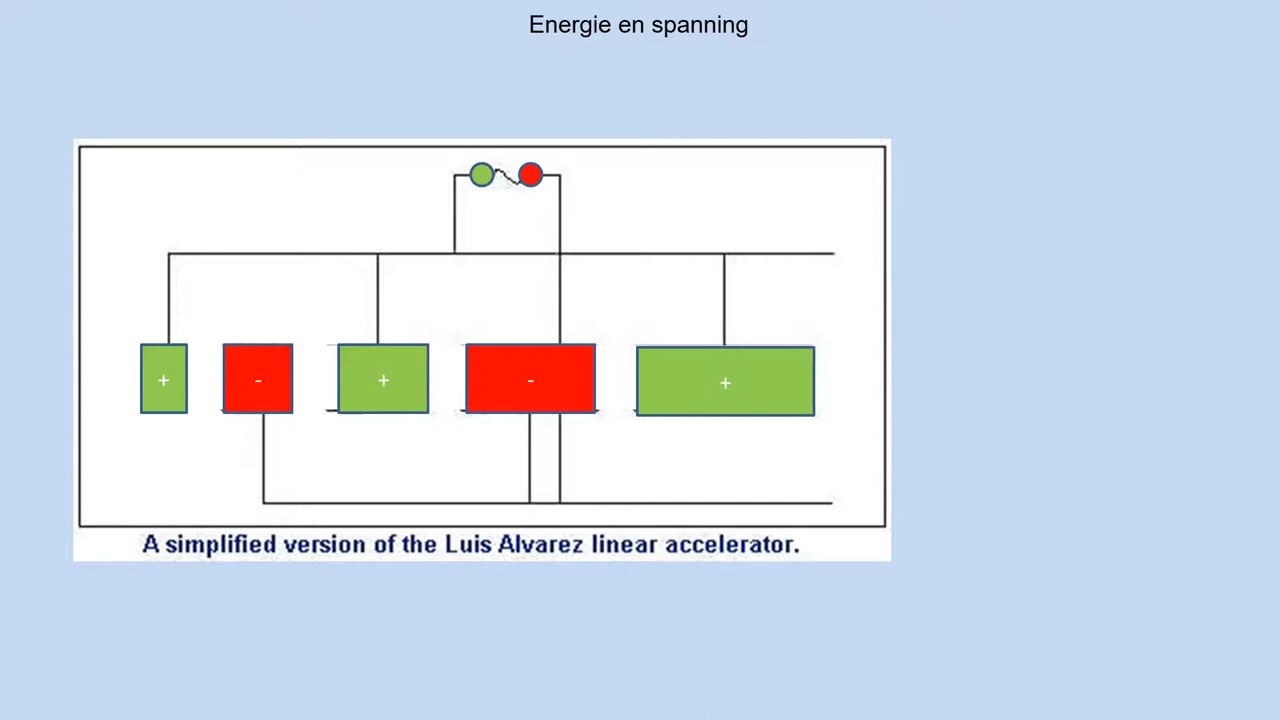 Energie en spanning
+
-
+
-
+
A simplified version of the Luis Alvarez linear accelerator.